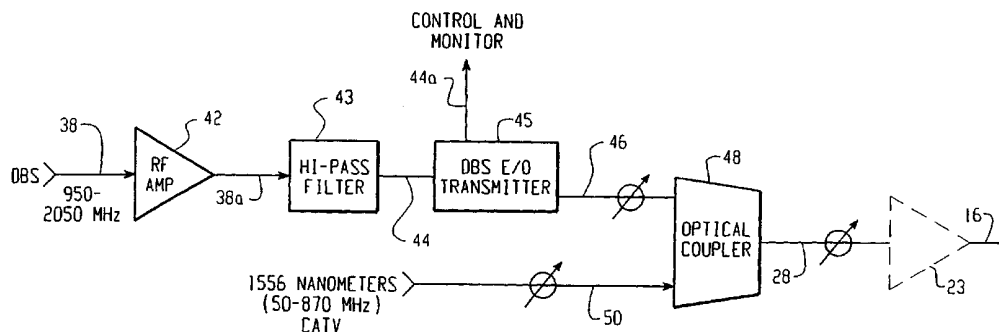 CONTROL AND
MONITOR
44a
38
42
43
45
46
48
DBS
RF
AMP
HI-PASS
FILTER
DBS E/O
TRANSMITTER
950-
2050 MHz
38a
44
OPTICAL
COUPLER
16
28
23
1556 NANOMETERS
(50-870 MHz)
CATV
50